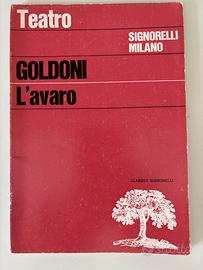 Teatro
SIGNORELLI
MILANO
GOLDONI
L'avaro
CLASSICI SIGNORELLI